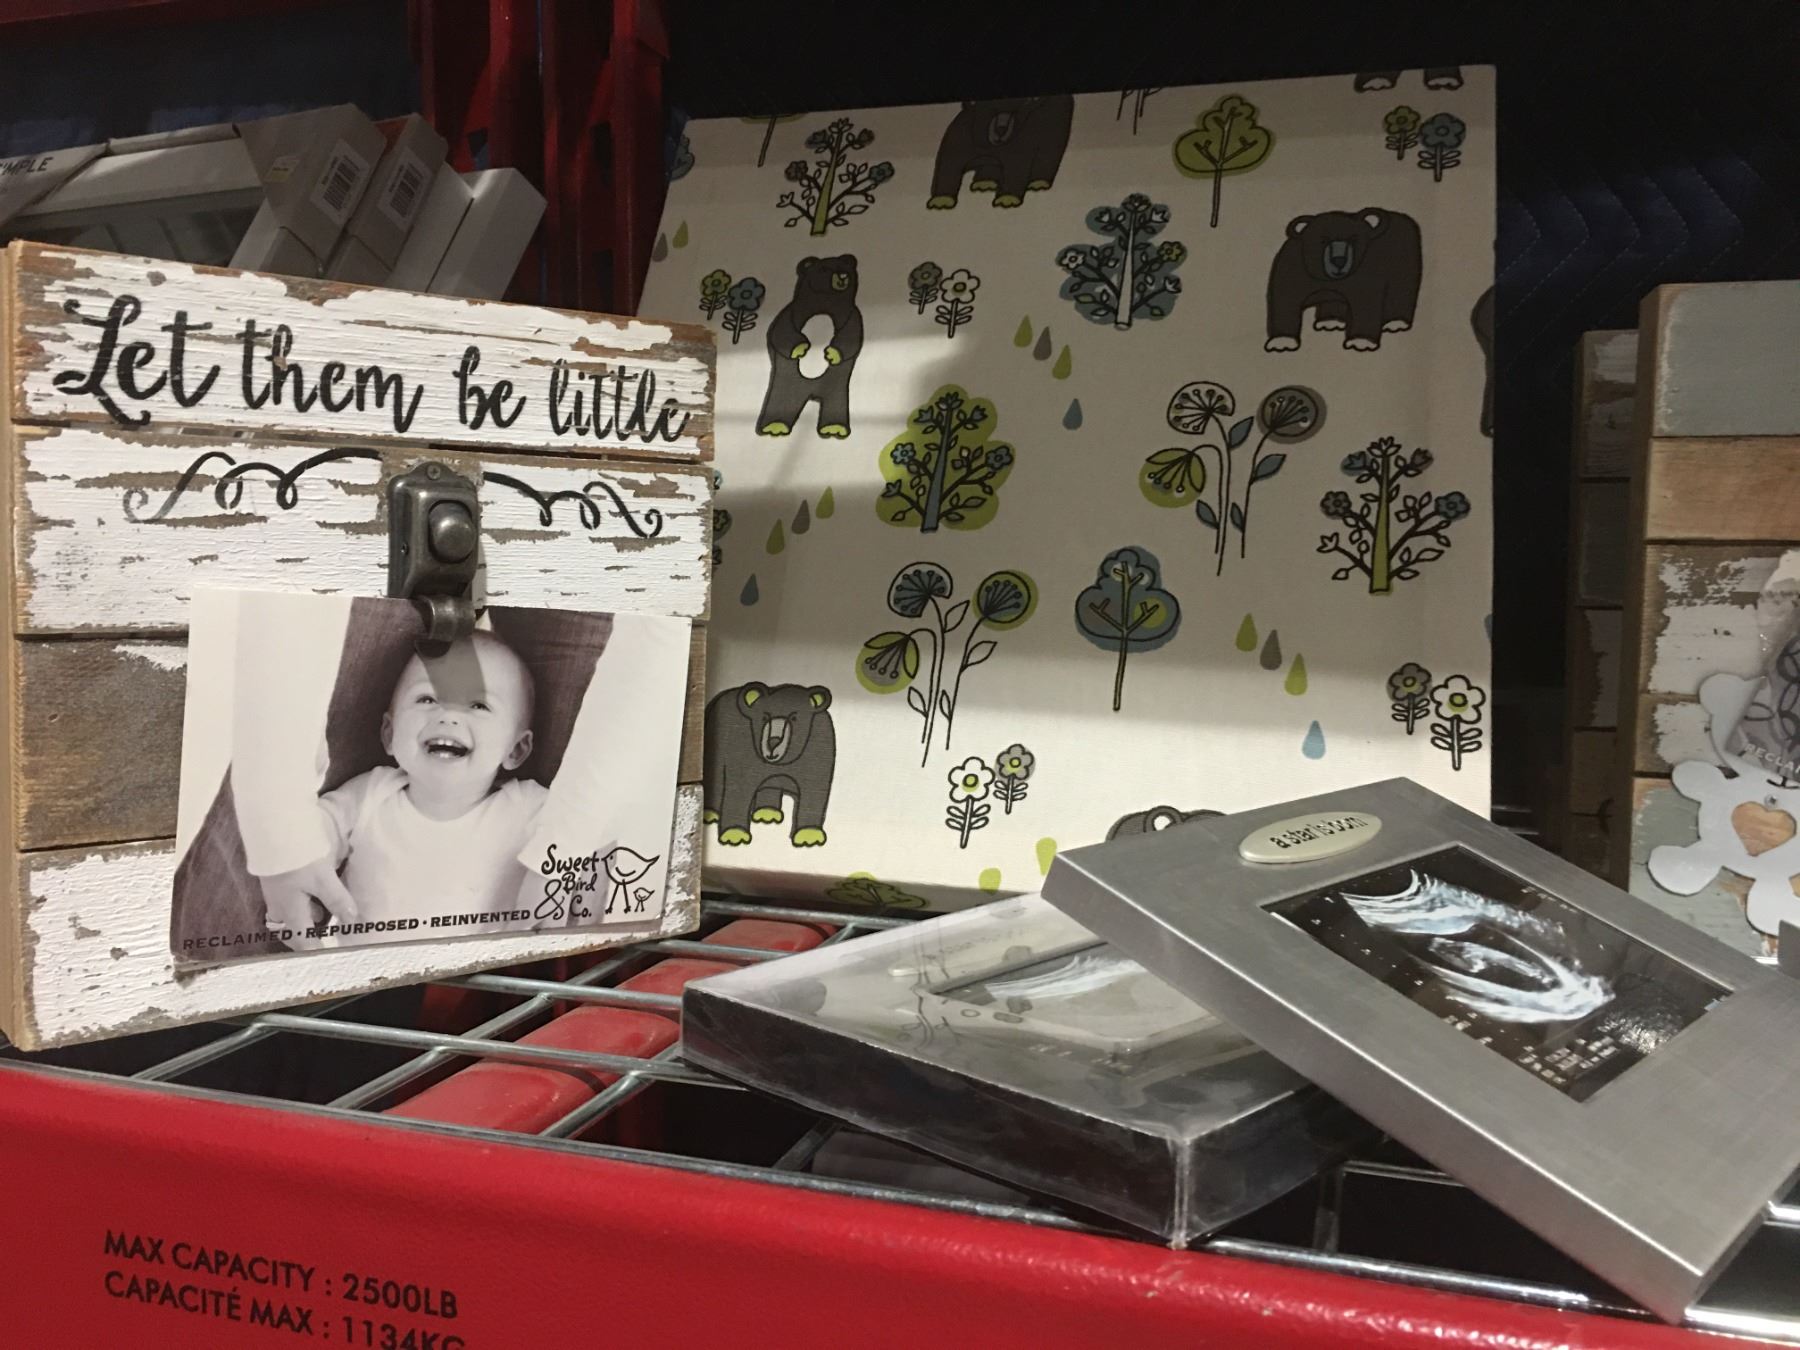 Let them be little
Sweet
Bird
& Co.
RECLAIMED · REPURPOSED · REINVENTED
a star is born
MAX CAPACITY : 2500LB
CAPACITÉ MAX : 1134KG